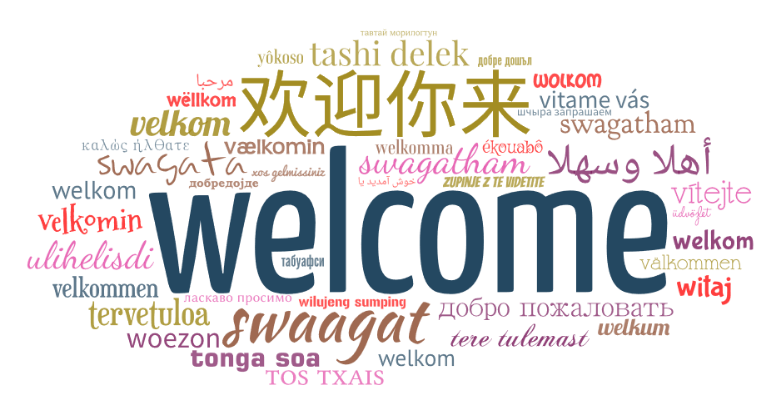 тавтай морилогтун
yôkoso
tashi delek
добре дошъл
مرحبا
欢迎你来
wolkom
wëllkom
vitame vás
шчыра запрашаем
velkom
swagatham
καλὼς ήλθατε
vælkomin
welkomma
ékouabô
أهلا وسهلا
swagata
xos gelmissiniz
swagatham
добредојде
خوش آمدید یا
ZUPINJE Z TE VIDETITE
welkom
welcome
vítejte
üdvözlet
velkomin
welkom
ulihelisdi
табуафси
välkommen
velkommen
witaj
ласкаво просимо
wilujeng sumping
tervetuloa
swaagat
добро пожаловать
welkum
woezon
tere tulemast
tonga soa
welkom
TOS TXAIS